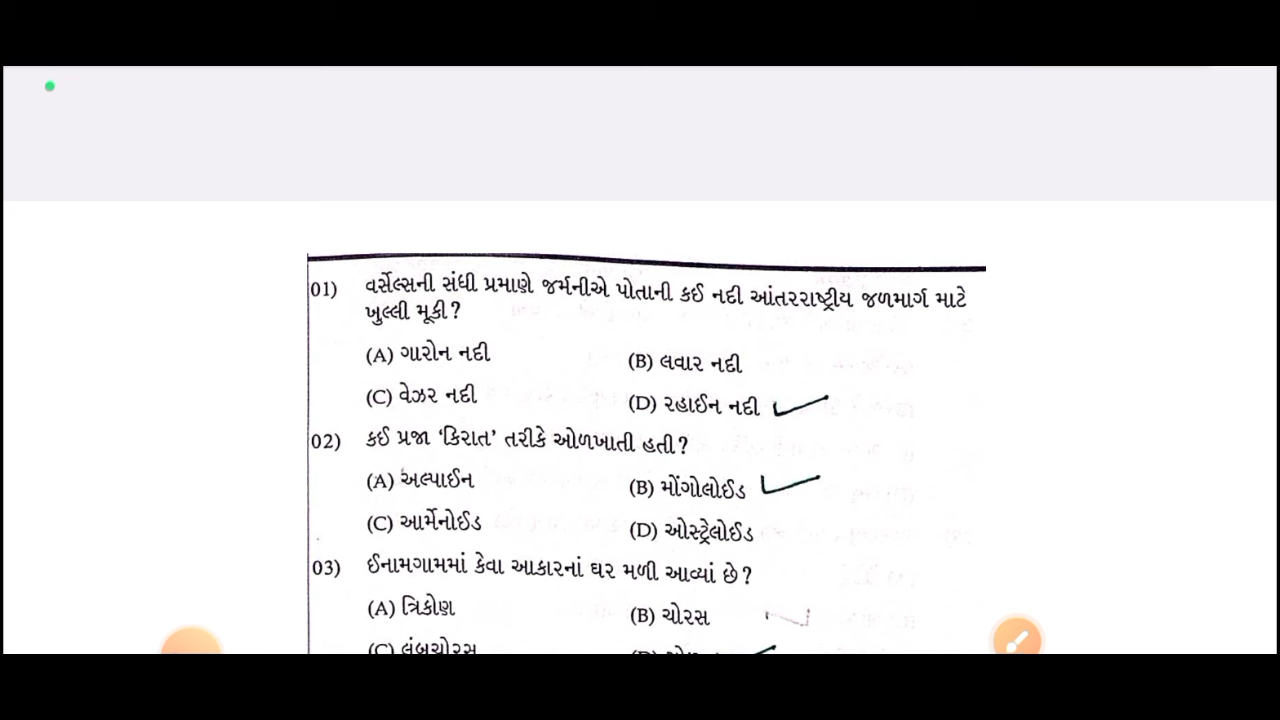 01) વર્સેલ્સની સંધી પ્રમાણે જર્મનીએ પોતાની કઈ નદી આંતરરાષ્ટ્રીય જળમાર્ગ માટે
ખુલ્લી મૂકી?
(A) ગારોન નદી (B) લવાર નદી
(C) વેઝર નદી (D) રહાઈન નદી
02) કઈ પ્રજા ‘કિરાત’ તરીકે ઓળખાતી હતી?
(A) અલ્પાઈન (B) મોંગોલોઈડ
(C) આર્મેનોઈડ (D) ઓસ્ટ્રેલોઈડ
03) ઈનામગામમાં કેવા આકારનાં ઘર મળી આવ્યાં છે?
(A) ત્રિકોણ (B) ચોરસ
(C) લંબચોરસ